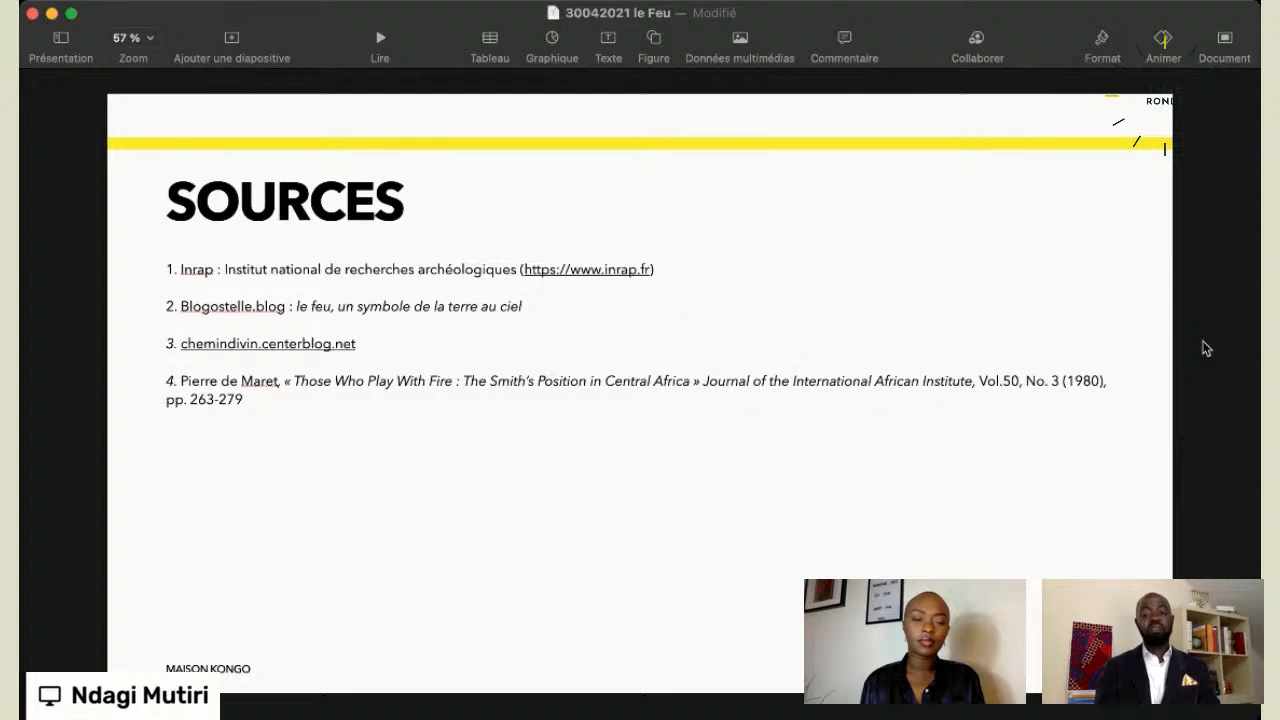 30042021 le Feu — Modifié
57 %
Présentation Zoom Ajouter une diapositive Lire Tableau Graphique Texte Figure Données multimédias Commentaire Collaborer Format Animer Document
SOURCES
1. Inrap : Institut national de recherches archéologiques (https://www.inrap.fr)
2. Blogostelle.blog : le feu, un symbole de la terre au ciel
3. chemindivin.centerblog.net
4. Pierre de Maret, « Those Who Play With Fire : The Smith's Position in Central Africa » Journal of the International African Institute, Vol.50, No. 3 (1980),
pp. 263-279
MAISON KONGO
Ndagi Mutiri